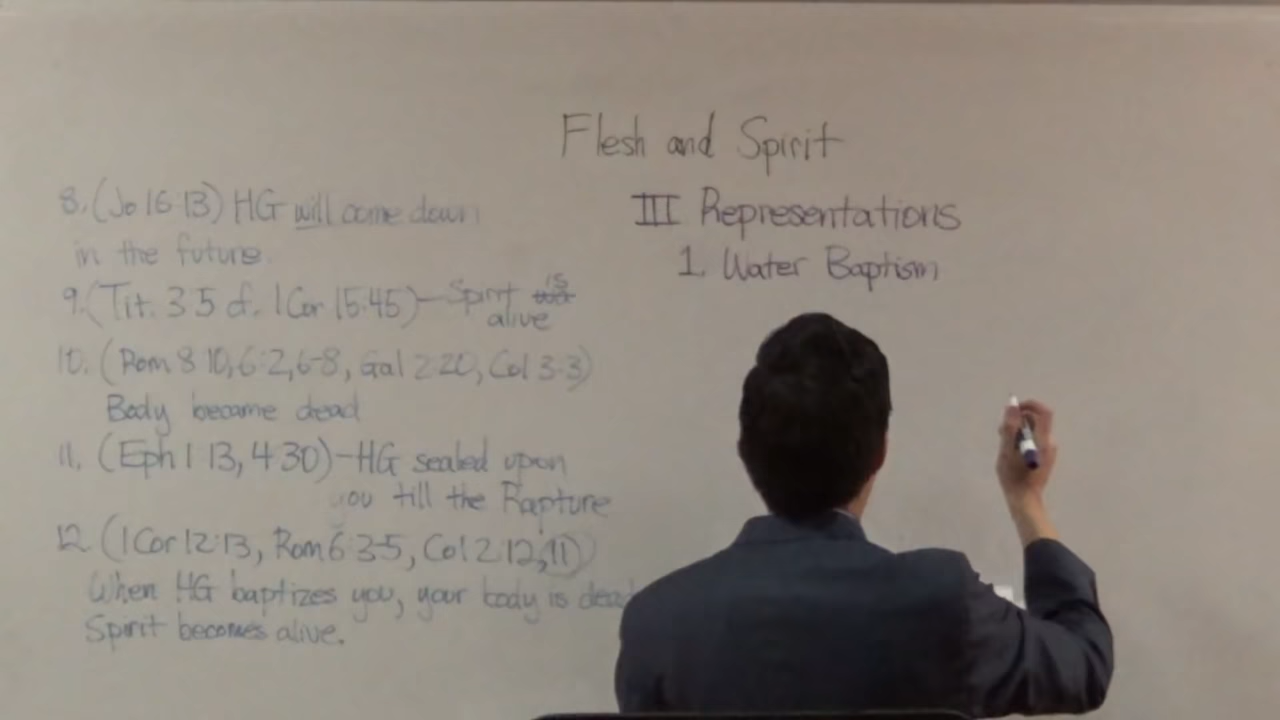 Flesh and Spirit
8. (Jo 16:13) HG will come down
in the future.
9. (Tit. 3:5 cf. 1Cor 15:45) - Spirit is
alive
10. (Rom 8:10, 6:2, 6-8, Gal 2:20, Col 3:3)
Body became dead
11. (Eph 1:13, 4:30) - HG sealed upon
you till the Rapture
12. (1Cor 12:13, Rom 6:3-5, Col 2:12, 11)
When HG baptizes you, your body is dead
Spirit becomes alive.
III Representations
1. Water Baptism